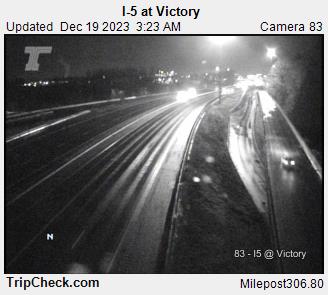 I-5 at Victory
Updated Dec 19 2023 3:23 AM Camera 83
T
N
83 - I5 @ Victory
TripCheck.com Milepost306.80